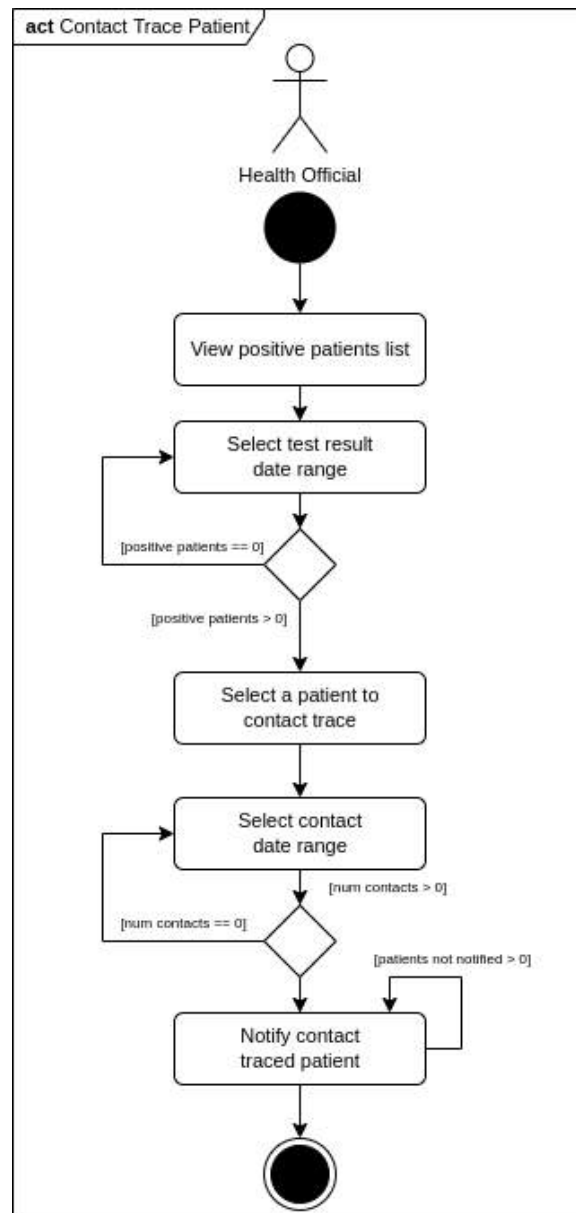 act Contact Trace Patient
Health Official
View positive patients list
Select test result
date range
[positive patients == 0]
[positive patients > 0]
Select a patient to
contact trace
Select contact
date range
[num contacts > 0]
[num contacts == 0]
[patients not notified > 0]
Notify contact
traced patient